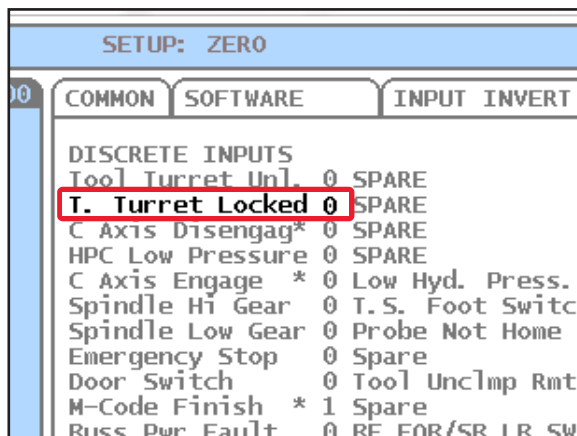 SETUP: ZERO
COMMON SOFTWARE INPUT INVERT
DISCRETE INPUTS
Tool Turret Unl. 0 SPARE
T. Turret Locked 0 SPARE
C Axis Disengag* 0 SPARE
HPC Low Pressure 0 SPARE
C Axis Engage * 0 Low Hyd. Press.
Spindle Hi Gear 0 T.S. Foot Switc
Spindle Low Gear 0 Probe Not Home
Emergency Stop 0 Spare
Door Switch 0 Tool Unclmp Rmt
M-Code Finish * 1 Spare